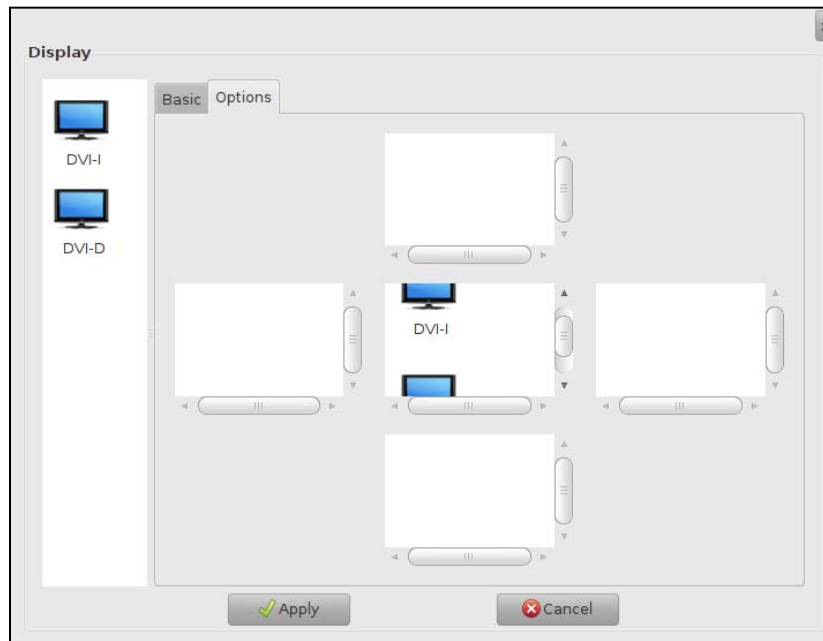 Display
DVI-I
DVI-D
Basic
Options
DVI-I
Apply
Cancel